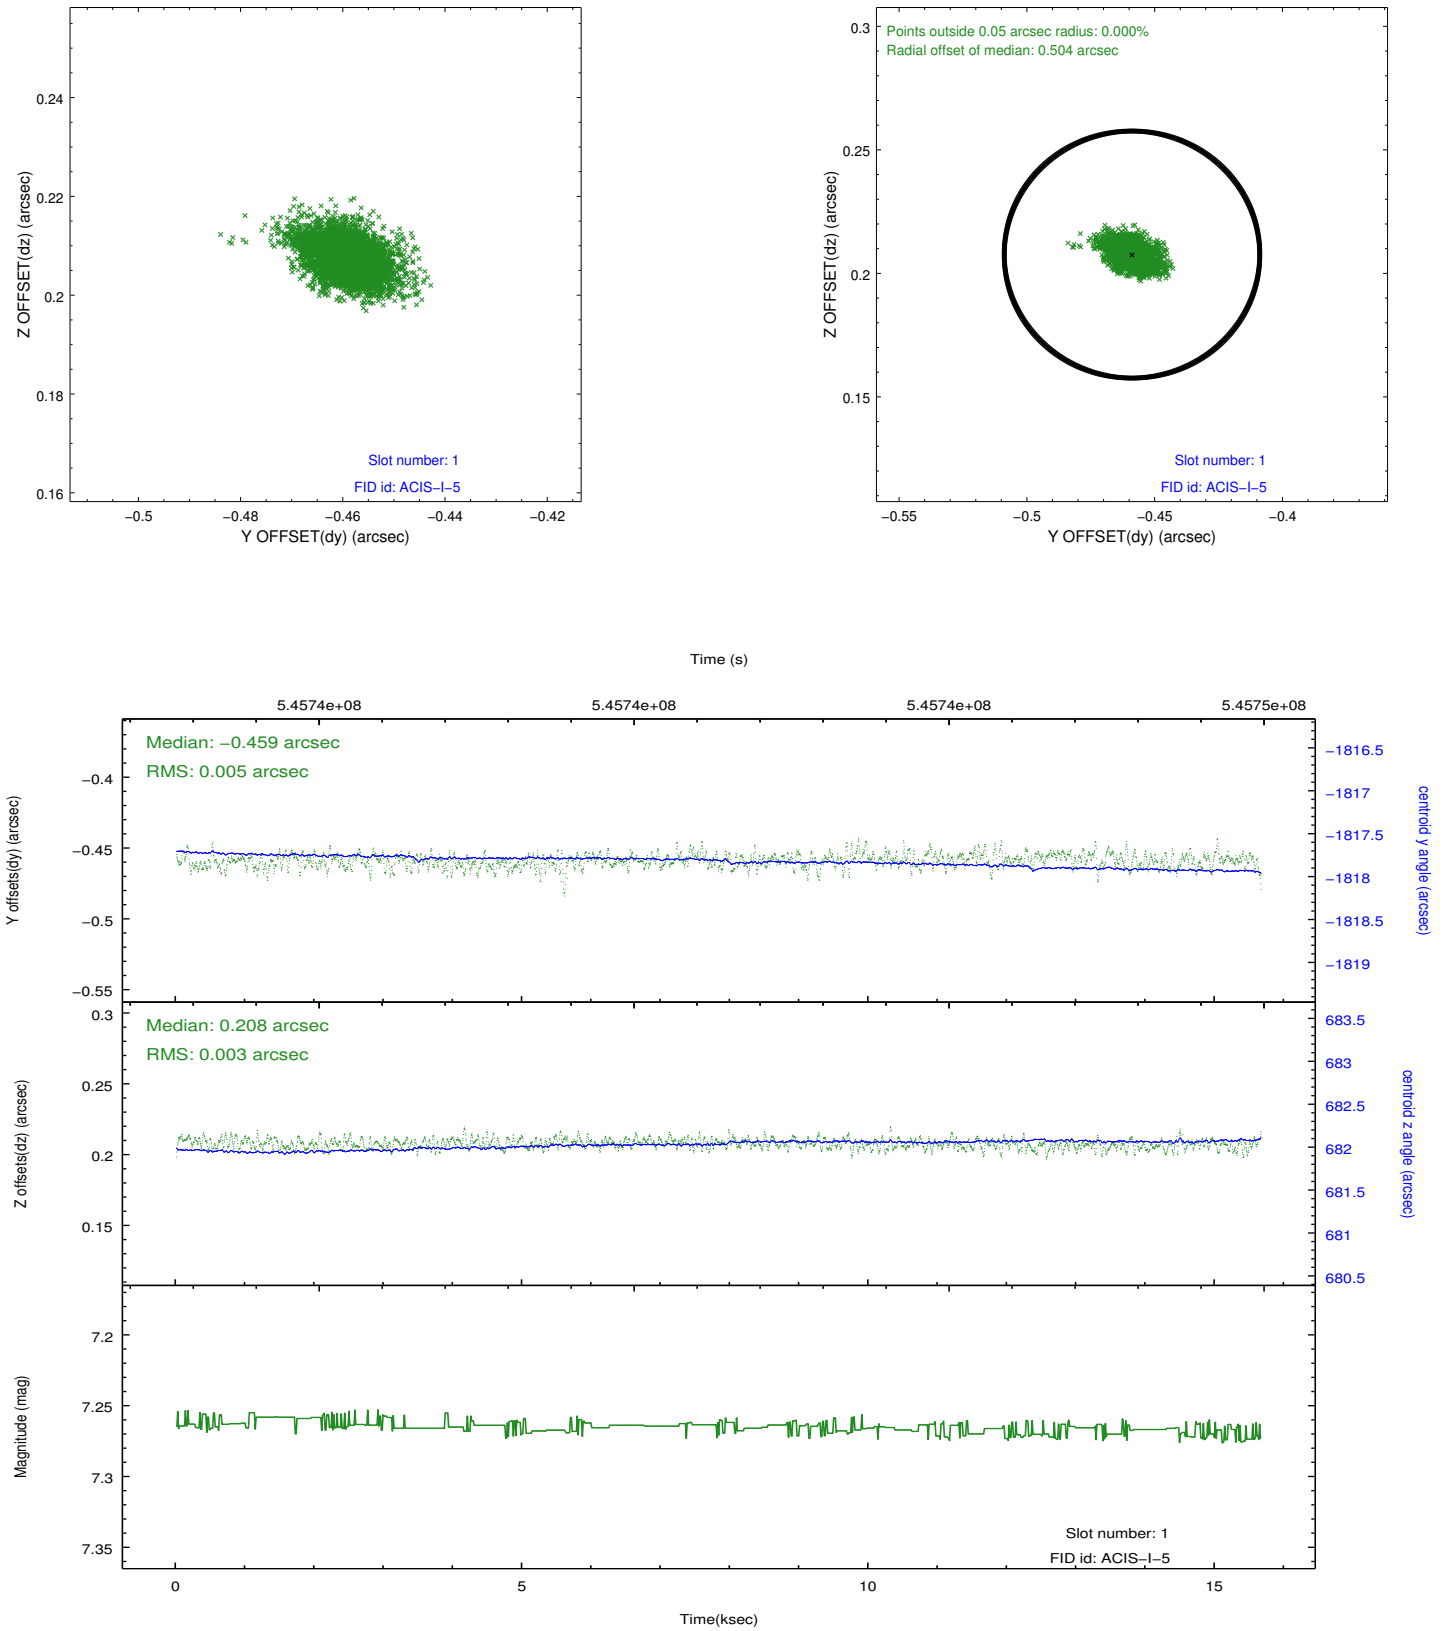 0.24
0.22
0.2
0.18
0.16
Z OFFSET(dz) (arcsec)
Slot number: 1
FID id: ACIS−I−5
−0.5 −0.48 −0.46 −0.44 −0.42
Y OFFSET(dy) (arcsec)
Points outside 0.05 arcsec radius: 0.000%
Radial offset of median: 0.504 arcsec
0.3
0.25
0.2
0.15
Z OFFSET(dz) (arcsec)
Slot number: 1
FID id: ACIS−I−5
−0.55 −0.5 −0.45 −0.4
Y OFFSET(dy) (arcsec)
Time (s)
5.4574e+08 5.4574e+08 5.4574e+08 5.4575e+08
Median: −0.459 arcsec
RMS: 0.005 arcsec
−0.4
−0.45
−0.5
−0.55
Y offsets(dy) (arcsec)
−1816.5
−1817
−1817.5
−1818
−1818.5
−1819
centroid y angle (arcsec)
Median: 0.208 arcsec
RMS: 0.003 arcsec
0.3
0.25
0.2
0.15
Z offsets(dz) (arcsec)
683.5
683
682.5
682
681.5
681
680.5
centroid z angle (arcsec)
7.2
7.25
7.3
7.35
Magnitude (mag)
Slot number: 1
FID id: ACIS−I−5
0 5 10 15
Time(ksec)